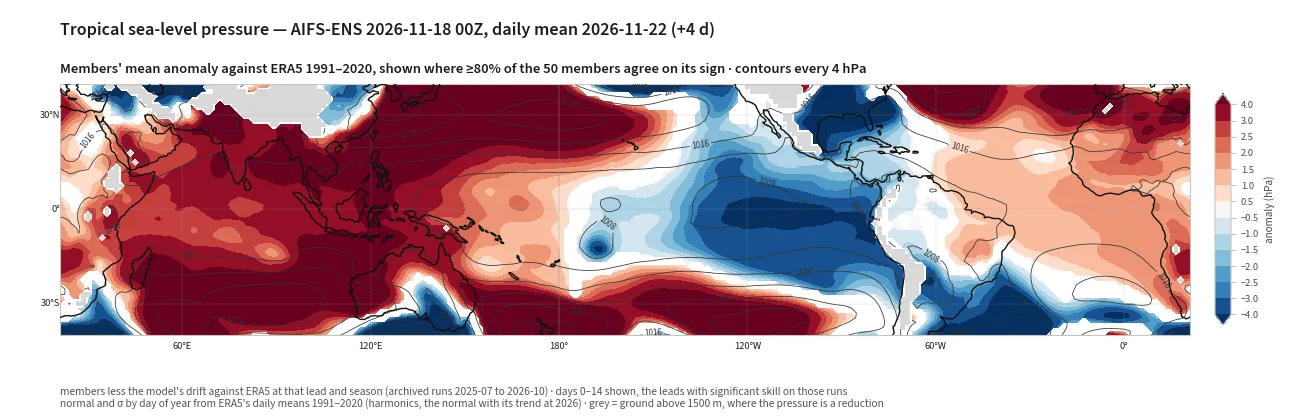 Tropical sea-level pressure — AIFS-ENS 2026-11-18 00Z, daily mean 2026-11-22 (+4 d)
Members' mean anomaly against ERA5 1991–2020, shown where ≥80% of the 50 members agree on its sign · contours every 4 hPa
30°N
0°
30°S
60°E
120°E
180°
120°W
60°W
0°
1016
1016
1016
1008
1008
1016
1016
4.0
3.0
2.0
1.5
1.0
0.5
−0.5
−1.0
−1.5
−2.0
−3.0
−4.0
anomaly (hPa)
members less the model's drift against ERA5 at that lead and season (archived runs 2025-07 to 2026-10) · days 0–14 shown, the leads with significant skill on those runs
normal and σ by day of year from ERA5's daily means 1991–2020 (harmonics, the normal with its trend at 2026) · grey = ground above 1500 m, where the pressure is a reduction